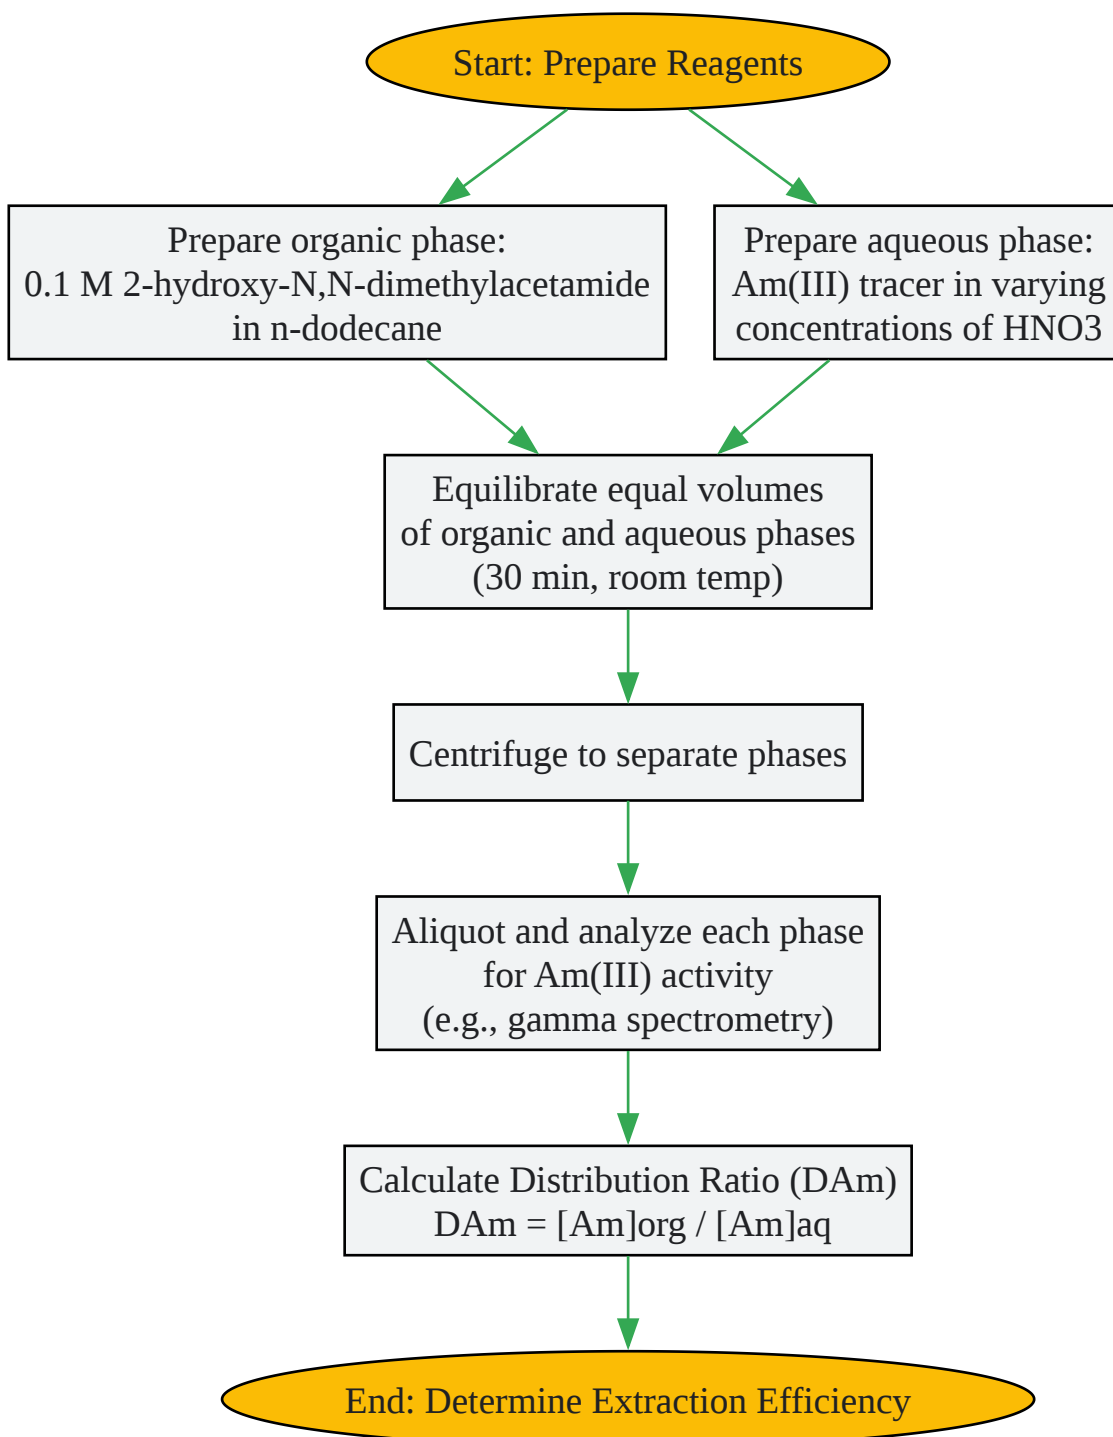 Start: Prepare Reagents
Prepare organic phase:
0.1 M 2-hydroxy-N,N-dimethylacetamide
in n-dodecane
Prepare aqueous phase:
Am(III) tracer in varying
concentrations of HNO3
Equilibrate equal volumes
of organic and aqueous phases
(30 min, room temp)
Centrifuge to separate phases
Aliquot and analyze each phase
for Am(III) activity
(e.g., gamma spectrometry)
Calculate Distribution Ratio (DAm)
DAm = [Am]org / [Am]aq
End: Determine Extraction Efficiency